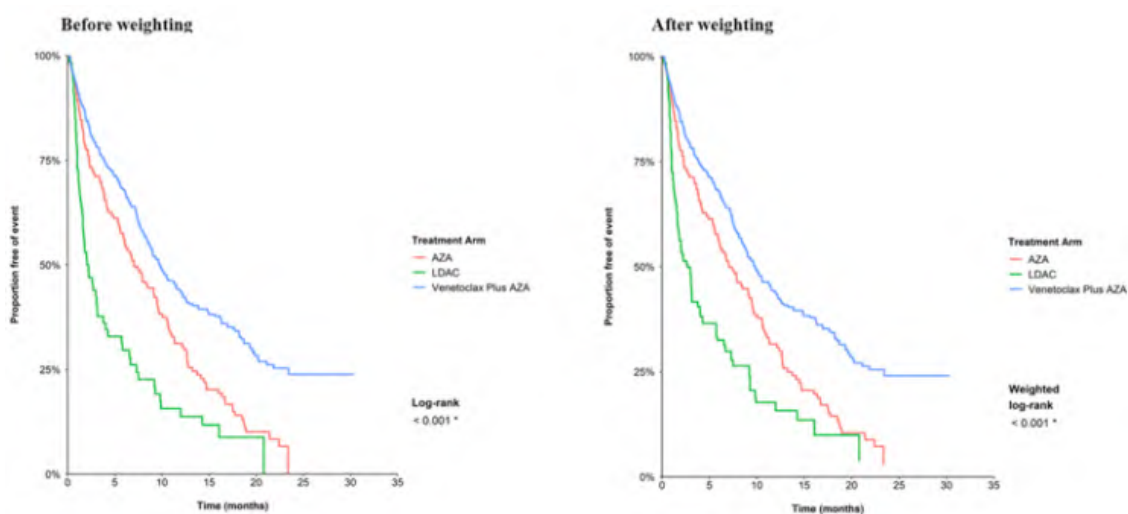 Before weighting
100%
75%
50%
25%
0%
Proportion free of event
0 5 10 15 20 25 30 35
Time (months)
Treatment Arm
AZA
LDAC
Venetoclax Plus AZA
Log-rank
< 0.001 *
After weighting
100%
75%
50%
25%
0%
Proportion free of event
0 5 10 15 20 25 30 35
Time (months)
Treatment Arm
AZA
LDAC
Venetoclax Plus AZA
Weighted
log-rank
< 0.001 *